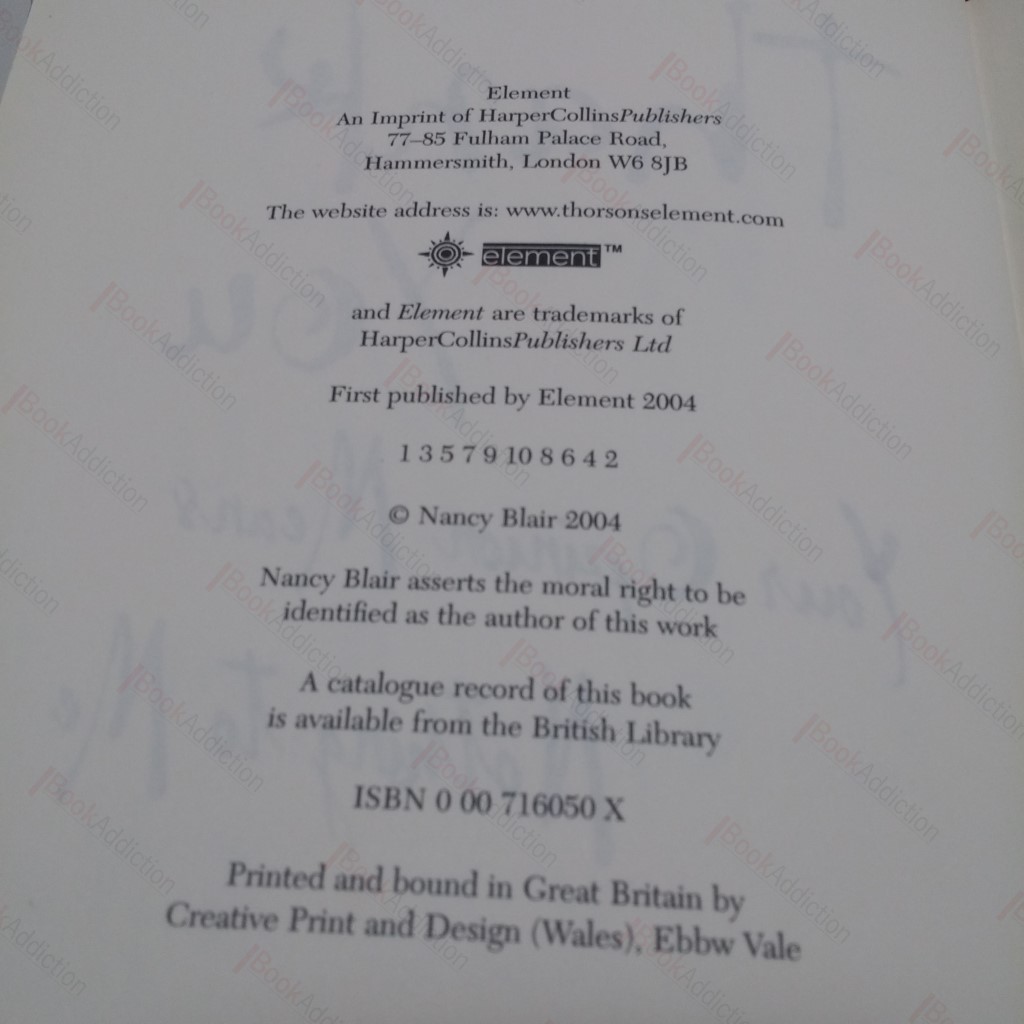 Element
An Imprint of HarperCollinsPublishers
77–85 Fulham Palace Road,
Hammersmith, London W6 8JB
The website address is: www.thorsonselement.com
element™
and Element are trademarks of
HarperCollinsPublishers Ltd
First published by Element 2004
1 3 5 7 9 10 8 6 4 2
© Nancy Blair 2004
Nancy Blair asserts the moral right to be
identified as the author of this work
A catalogue record of this book
is available from the British Library
ISBN 0 00 716050 X
Printed and bound in Great Britain by
Creative Print and Design (Wales), Ebbw Vale
BookAddiction